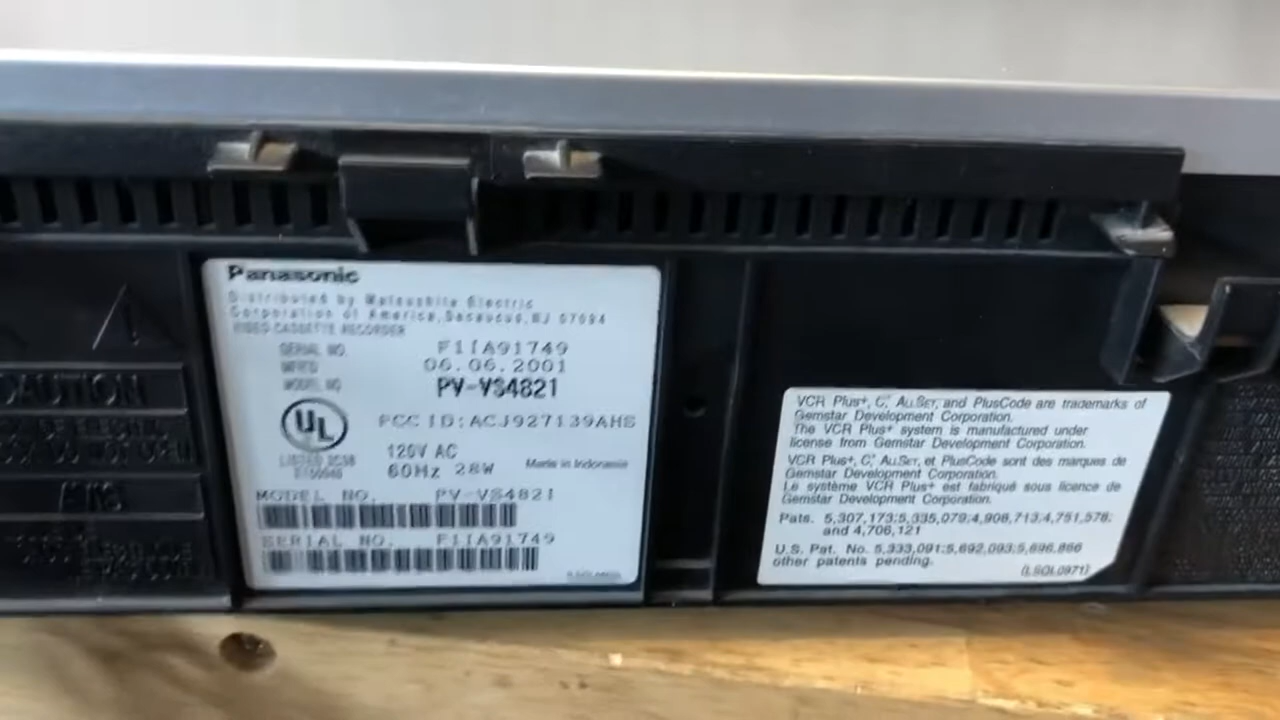 Panasonic
Distributed by Matsushita Electric
Corporation of America, Secaucus, NJ 07094
VIDEO CASSETTE RECORDER
SERIAL NO. F1IA91749
MFED 06.06.2001
MODEL NO. PV-VS4821
UL
FCC ID: ACJ927139AHS
LISTED
120V AC
60Hz 28W
Made in Indonesia
MODEL NO. PV-VS4821
SERIAL NO. F1IA91749
CAUTION
AVIS
VCR Plus+, C, AUSET, and PlusCode are trademarks of
Gemstar Development Corporation.
The VCR Plus+ system is manufactured under
license from Gemstar Development Corporation.
VCR Plus+, C, AUSET, et PlusCode sont des marques de
Gemstar Development Corporation.
Le système VCR Plus+ est fabriqué sous licence de
Gemstar Development Corporation.
Pats. 5,307,173;5,335,079;4,908,713;4,751,578;
and 4,706,121
U.S. Pat. No. 5,333,091;5,692,093;5,696,866
other patents pending.
(LSQL0971)